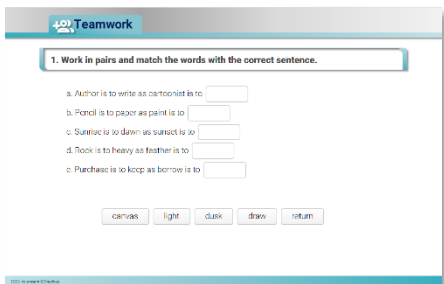 Teamwork
1. Work in pairs and match the words with the correct sentence.
a. Author is to write as cartoonist is to
b. Pencil is to paper as paint is to
c. Sunrise is to dawn as sunset is to
d. Rock is to heavy as feather is to
e. Purchase is to keep as borrow is to
canvas light dusk draw return